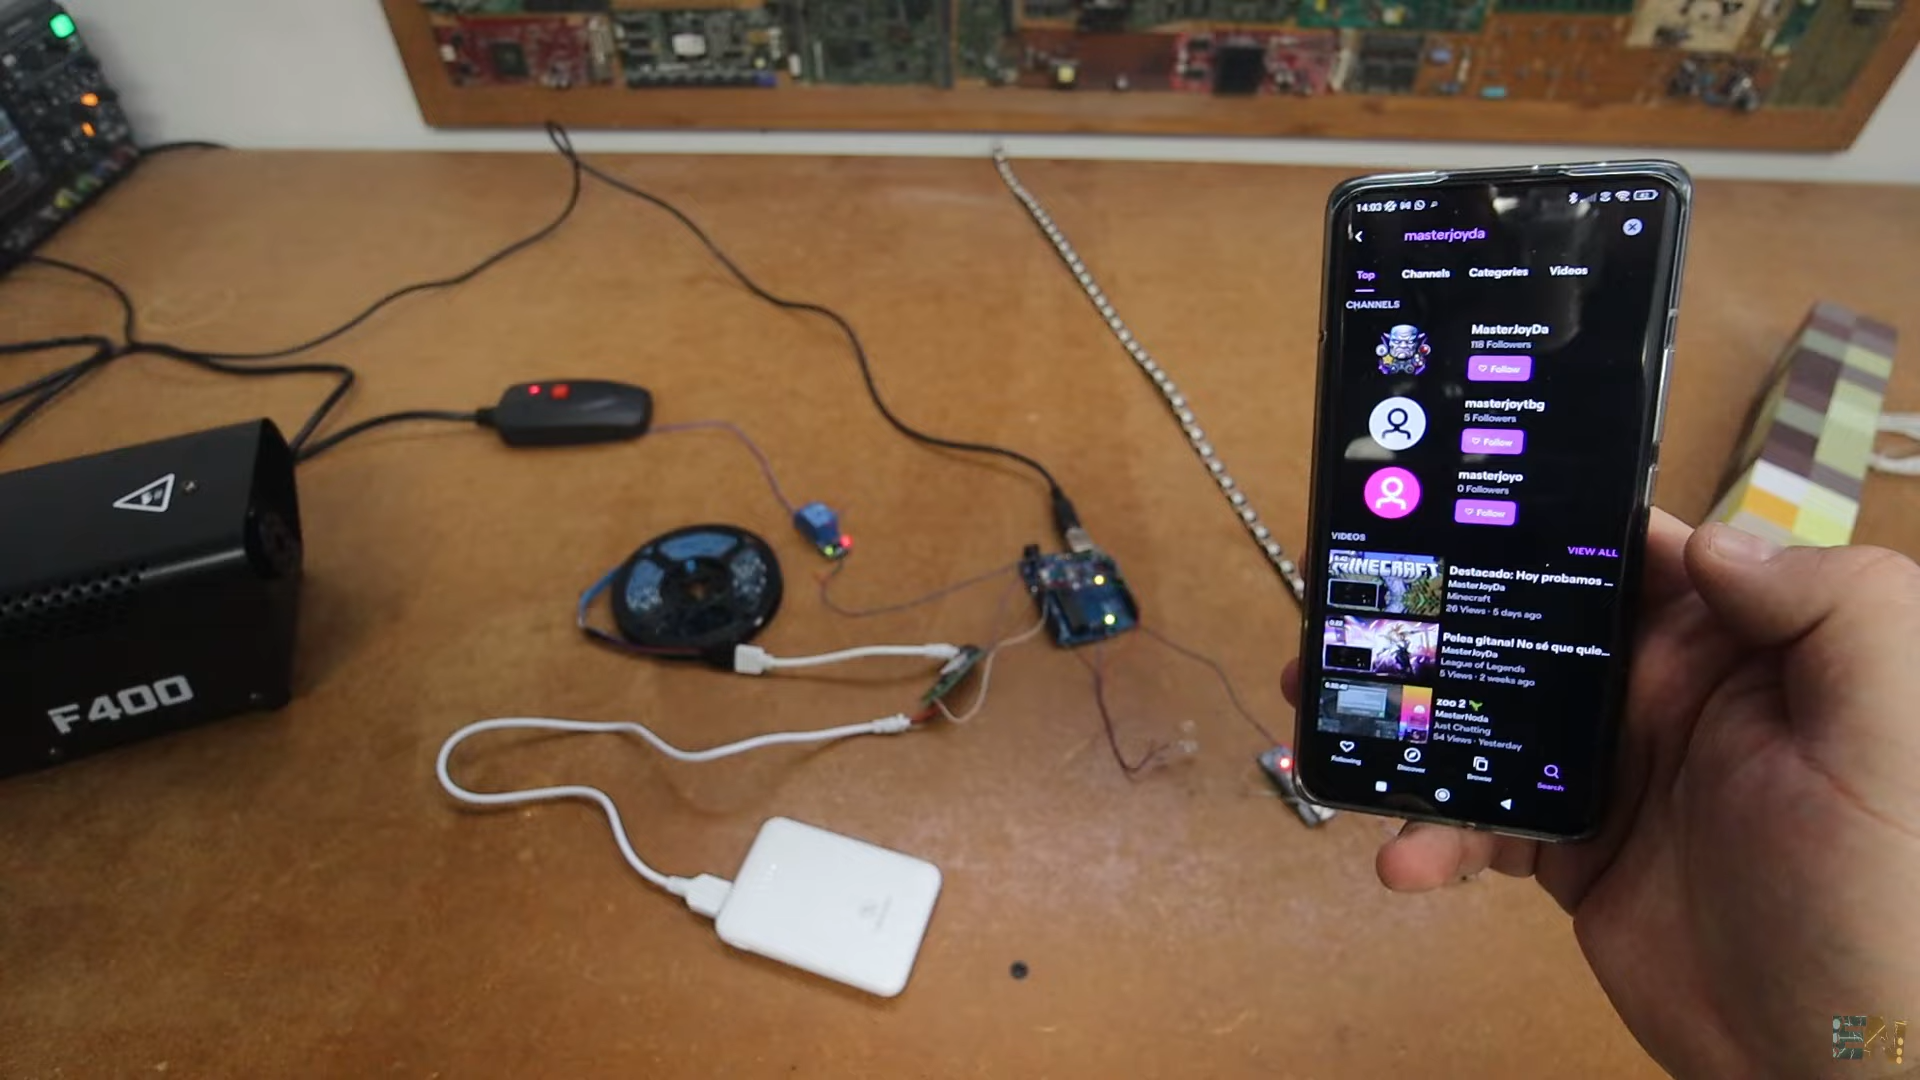 14:03
masterjoyda
Top Channels Categories Videos
CHANNELS
MasterJoyDa
118 Followers
Follow
masterjoytbg
5 Followers
Follow
masterjoyo
0 Followers
Follow
VIDEOS
VIEW ALL
MINECRAFT
Destacado: Hoy probamos ...
MasterJoyDa
Minecraft
26 Views · 5 days ago
Pelea gitana! No sé que quie...
MasterJoyDa
League of Legends
5 Views · 2 weeks ago
zoo 2
MasterNoda
Just Chatting
54 Views · Yesterday
Following Discover Browse Search
F400